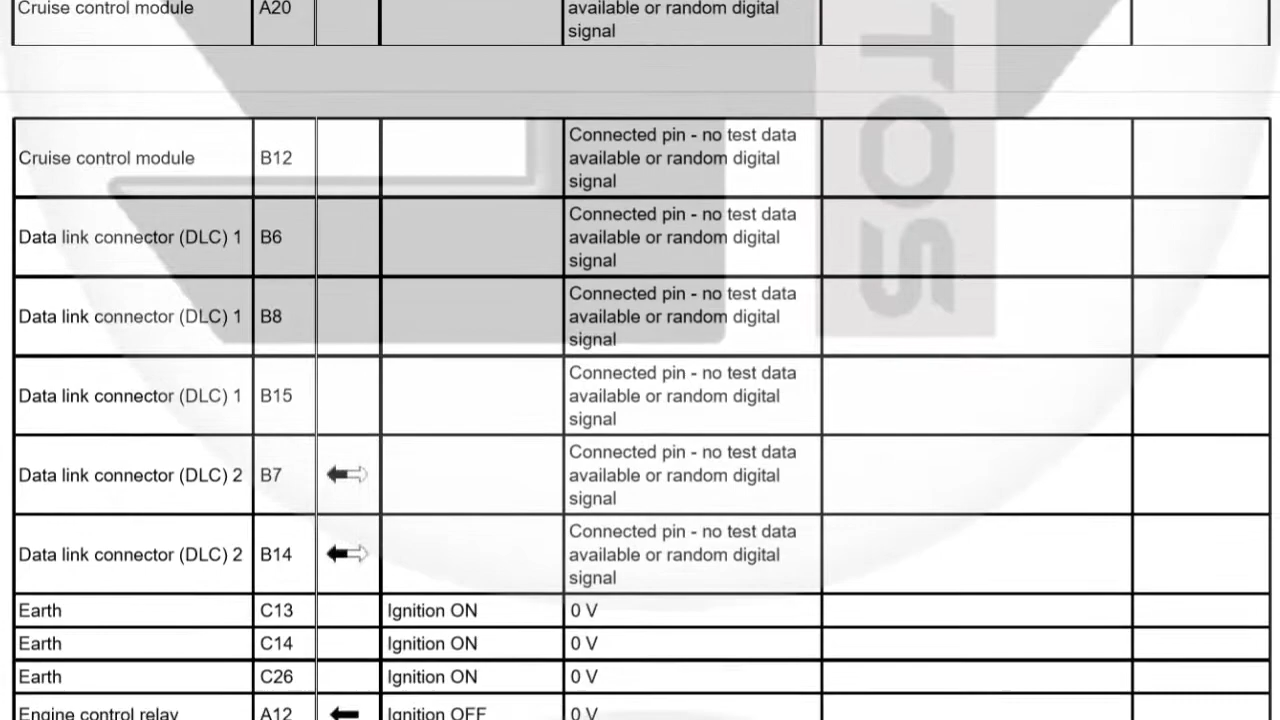 Cruise control module A20 available or random digital
signal
Connected pin - no test data
Cruise control module B12 available or random digital
signal
Connected pin - no test data
Data link connector (DLC) 1 B6 available or random digital
signal
Connected pin - no test data
Data link connector (DLC) 1 B8 available or random digital
signal
Connected pin - no test data
Data link connector (DLC) 1 B15 available or random digital
signal
Connected pin - no test data
Data link connector (DLC) 2 B7 available or random digital
signal
Connected pin - no test data
Data link connector (DLC) 2 B14 available or random digital
signal
Earth C13 Ignition ON 0 V
Earth C14 Ignition ON 0 V
Earth C26 Ignition ON 0 V
Engine control relay A12 Ignition OFF 0 V
TOS